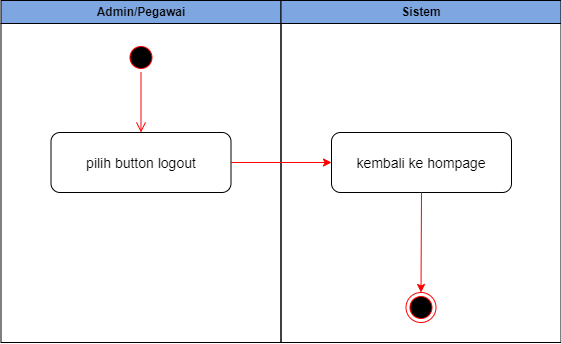 Admin/Pegawai
Sistem
pilih button logout
kembali ke hompage